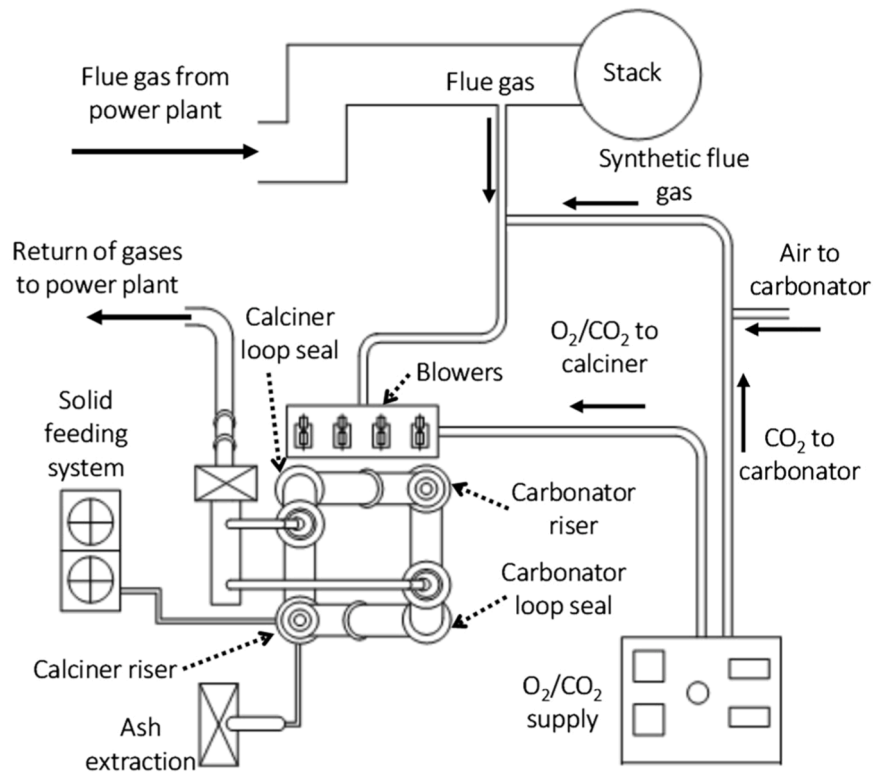 Flue gas from
power plant
Flue gas
Stack
Synthetic flue
gas
Return of gases
to power plant
Air to
carbonator
Calciner
loop seal
O₂/CO₂ to
calciner
Blowers
Solid
feeding
system
CO₂ to
carbonator
Carbonator
riser
Carbonator
loop seal
Calciner riser
O₂/CO₂
supply
Ash
extraction